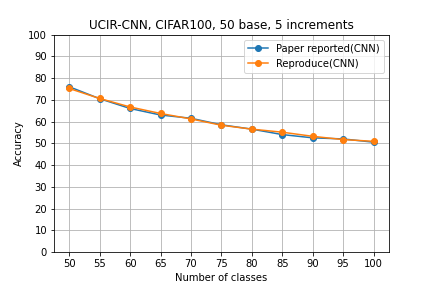 UCIR-CNN, CIFAR100, 50 base, 5 increments
100
90
80
70
60
50
40
30
20
10
0
Accuracy
Paper reported(CNN)
Reproduce(CNN)
50 55 60 65 70 75 80 85 90 95 100
Number of classes